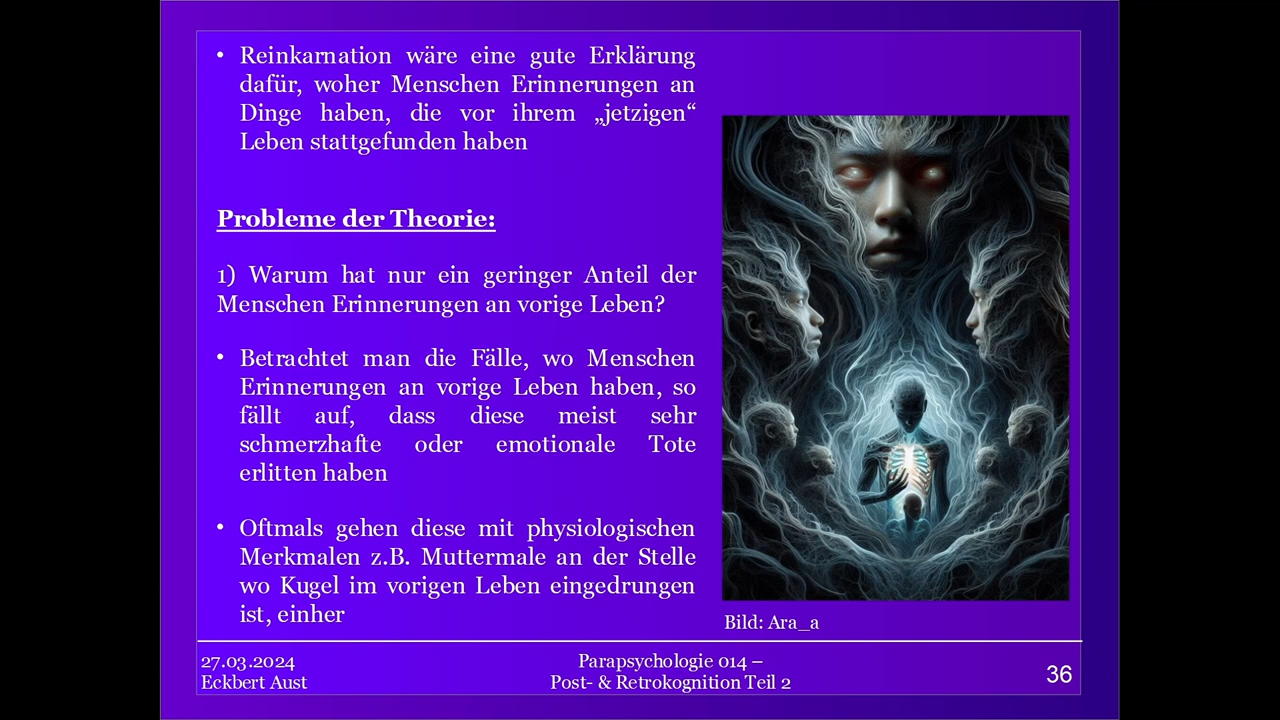 • Reinkarnation wäre eine gute Erklärung
dafür, woher Menschen Erinnerungen an
Dinge haben, die vor ihrem „jetzigen“
Leben stattgefunden haben
Probleme der Theorie:
1) Warum hat nur ein geringer Anteil der
Menschen Erinnerungen an vorige Leben?
• Betrachtet man die Fälle, wo Menschen
Erinnerungen an vorige Leben haben, so
fällt auf, dass diese meist sehr
schmerzhafte oder emotionale Tote
erlitten haben
• Oftmals gehen diese mit physiologischen
Merkmalen z.B. Muttermale an der Stelle
wo Kugel im vorigen Leben eingedrungen
ist, einher
Bild: Ara_a
27.03.2024
Eckbert Aust
Parapsychologie 014 –
Post- & Retrokognition Teil 2
36